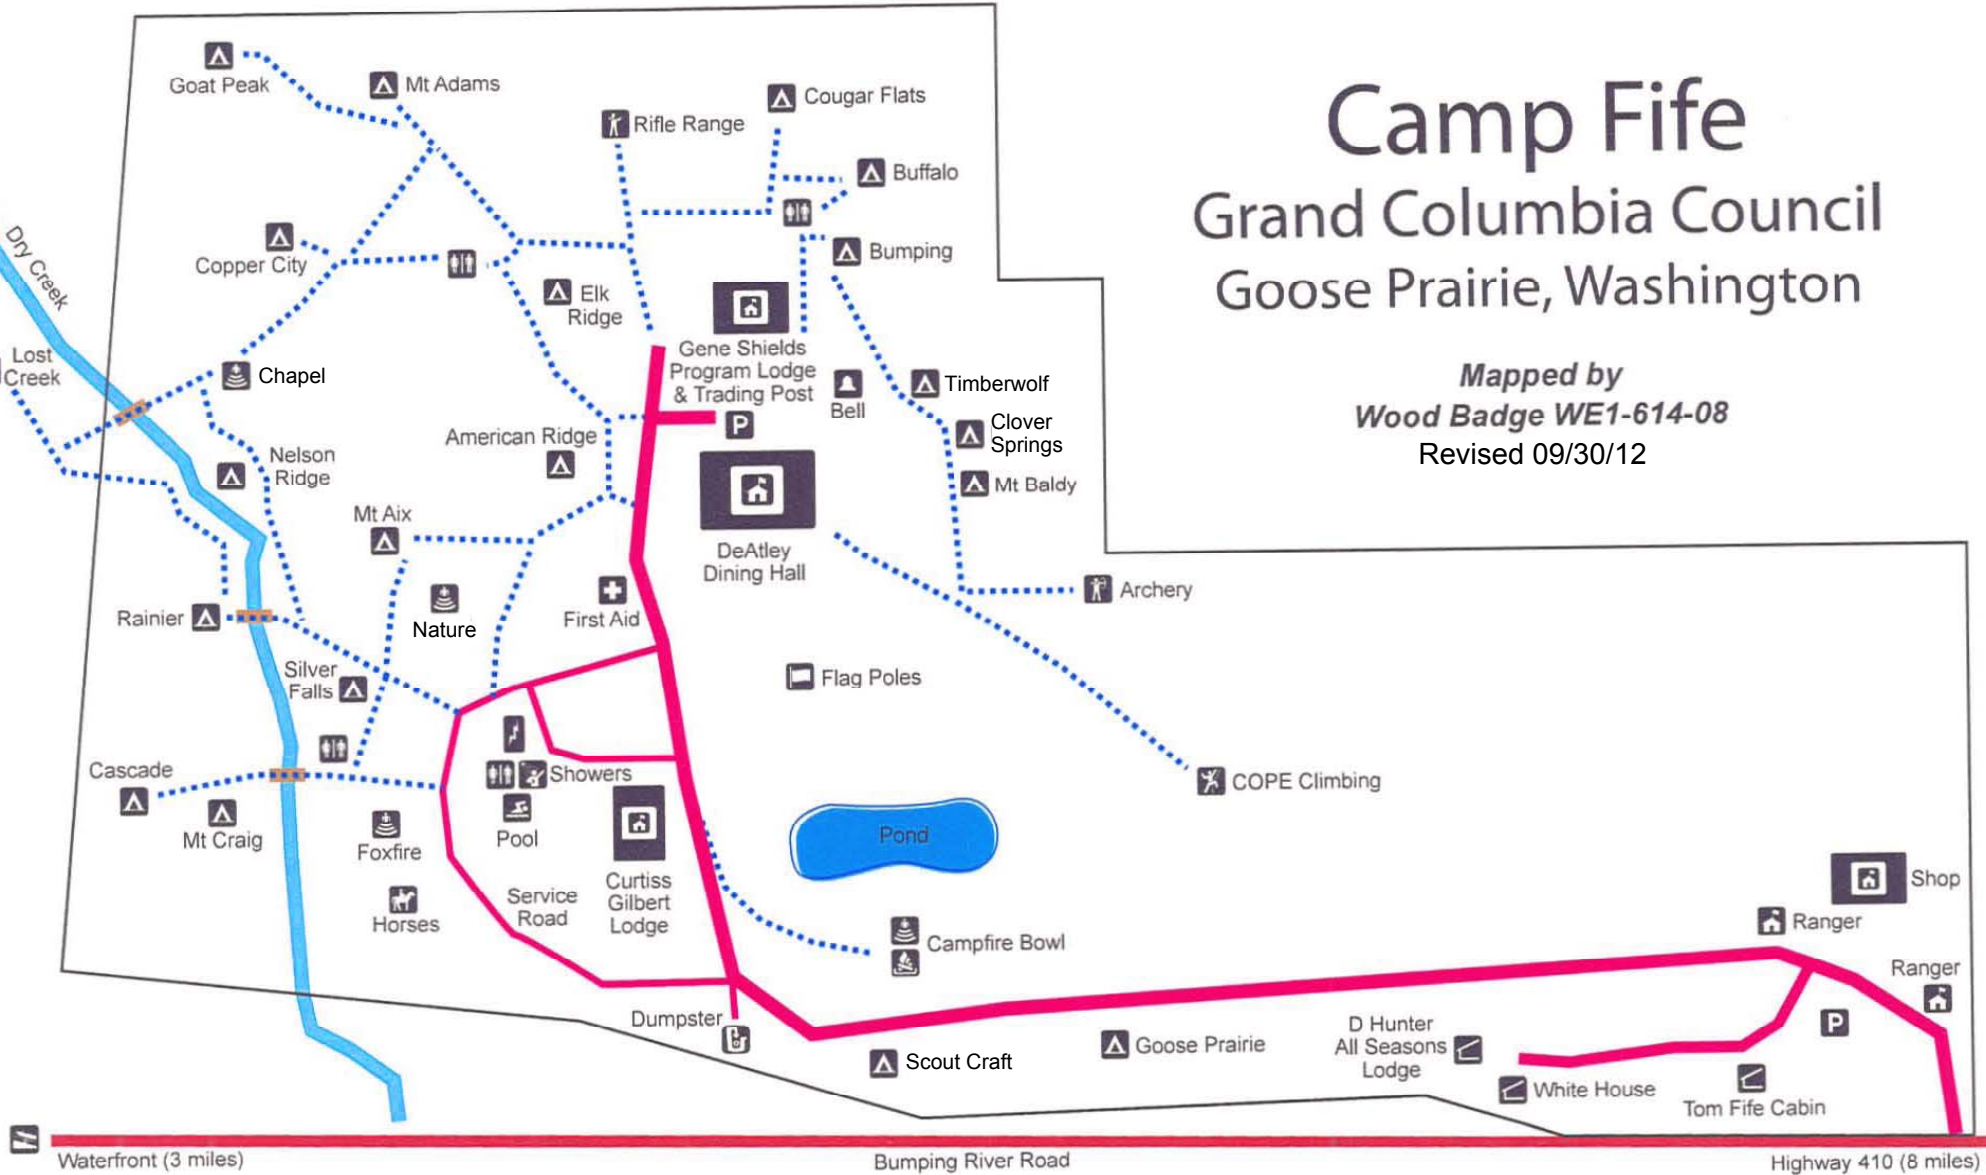 Camp Fife
Grand Columbia Council
Goose Prairie, Washington
Mapped by
Wood Badge WE1-614-08
Revised 09/30/12
Goat Peak
Mt Adams
Cougar Flats
Rifle Range
Buffalo
Dry Creek
Copper City
Bumping
Elk
Ridge
Gene Shields
Program Lodge
& Trading Post
Lost
Creek
Chapel
Bell
Timberwolf
P
Clover
Springs
American Ridge
Nelson
Ridge
Mt Baldy
Mt Aix
DeAtley
Dining Hall
Archery
First Aid
Nature
Rainier
Silver
Falls
Flag Poles
Cascade
Showers
COPE Climbing
Mt Craig
Foxfire
Pool
Pond
Curtiss
Gilbert
Lodge
Service
Road
Horses
Shop
Ranger
Campfire Bowl
Ranger
Dumpster
P
Scout Craft
Goose Prairie
D Hunter
All Seasons
Lodge
White House
Tom Fife Cabin
Waterfront (3 miles)
Bumping River Road
Highway 410 (8 miles)